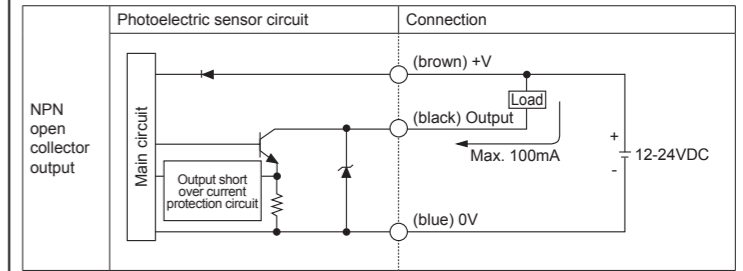 Photoelectric sensor circuit
Connection
NPN
open
collector
output
Main circuit
(brown) +V
Load
(black) Output
Max. 100mA
+
12-24VDC
-
Output short
over current
protection circuit
(blue) 0V